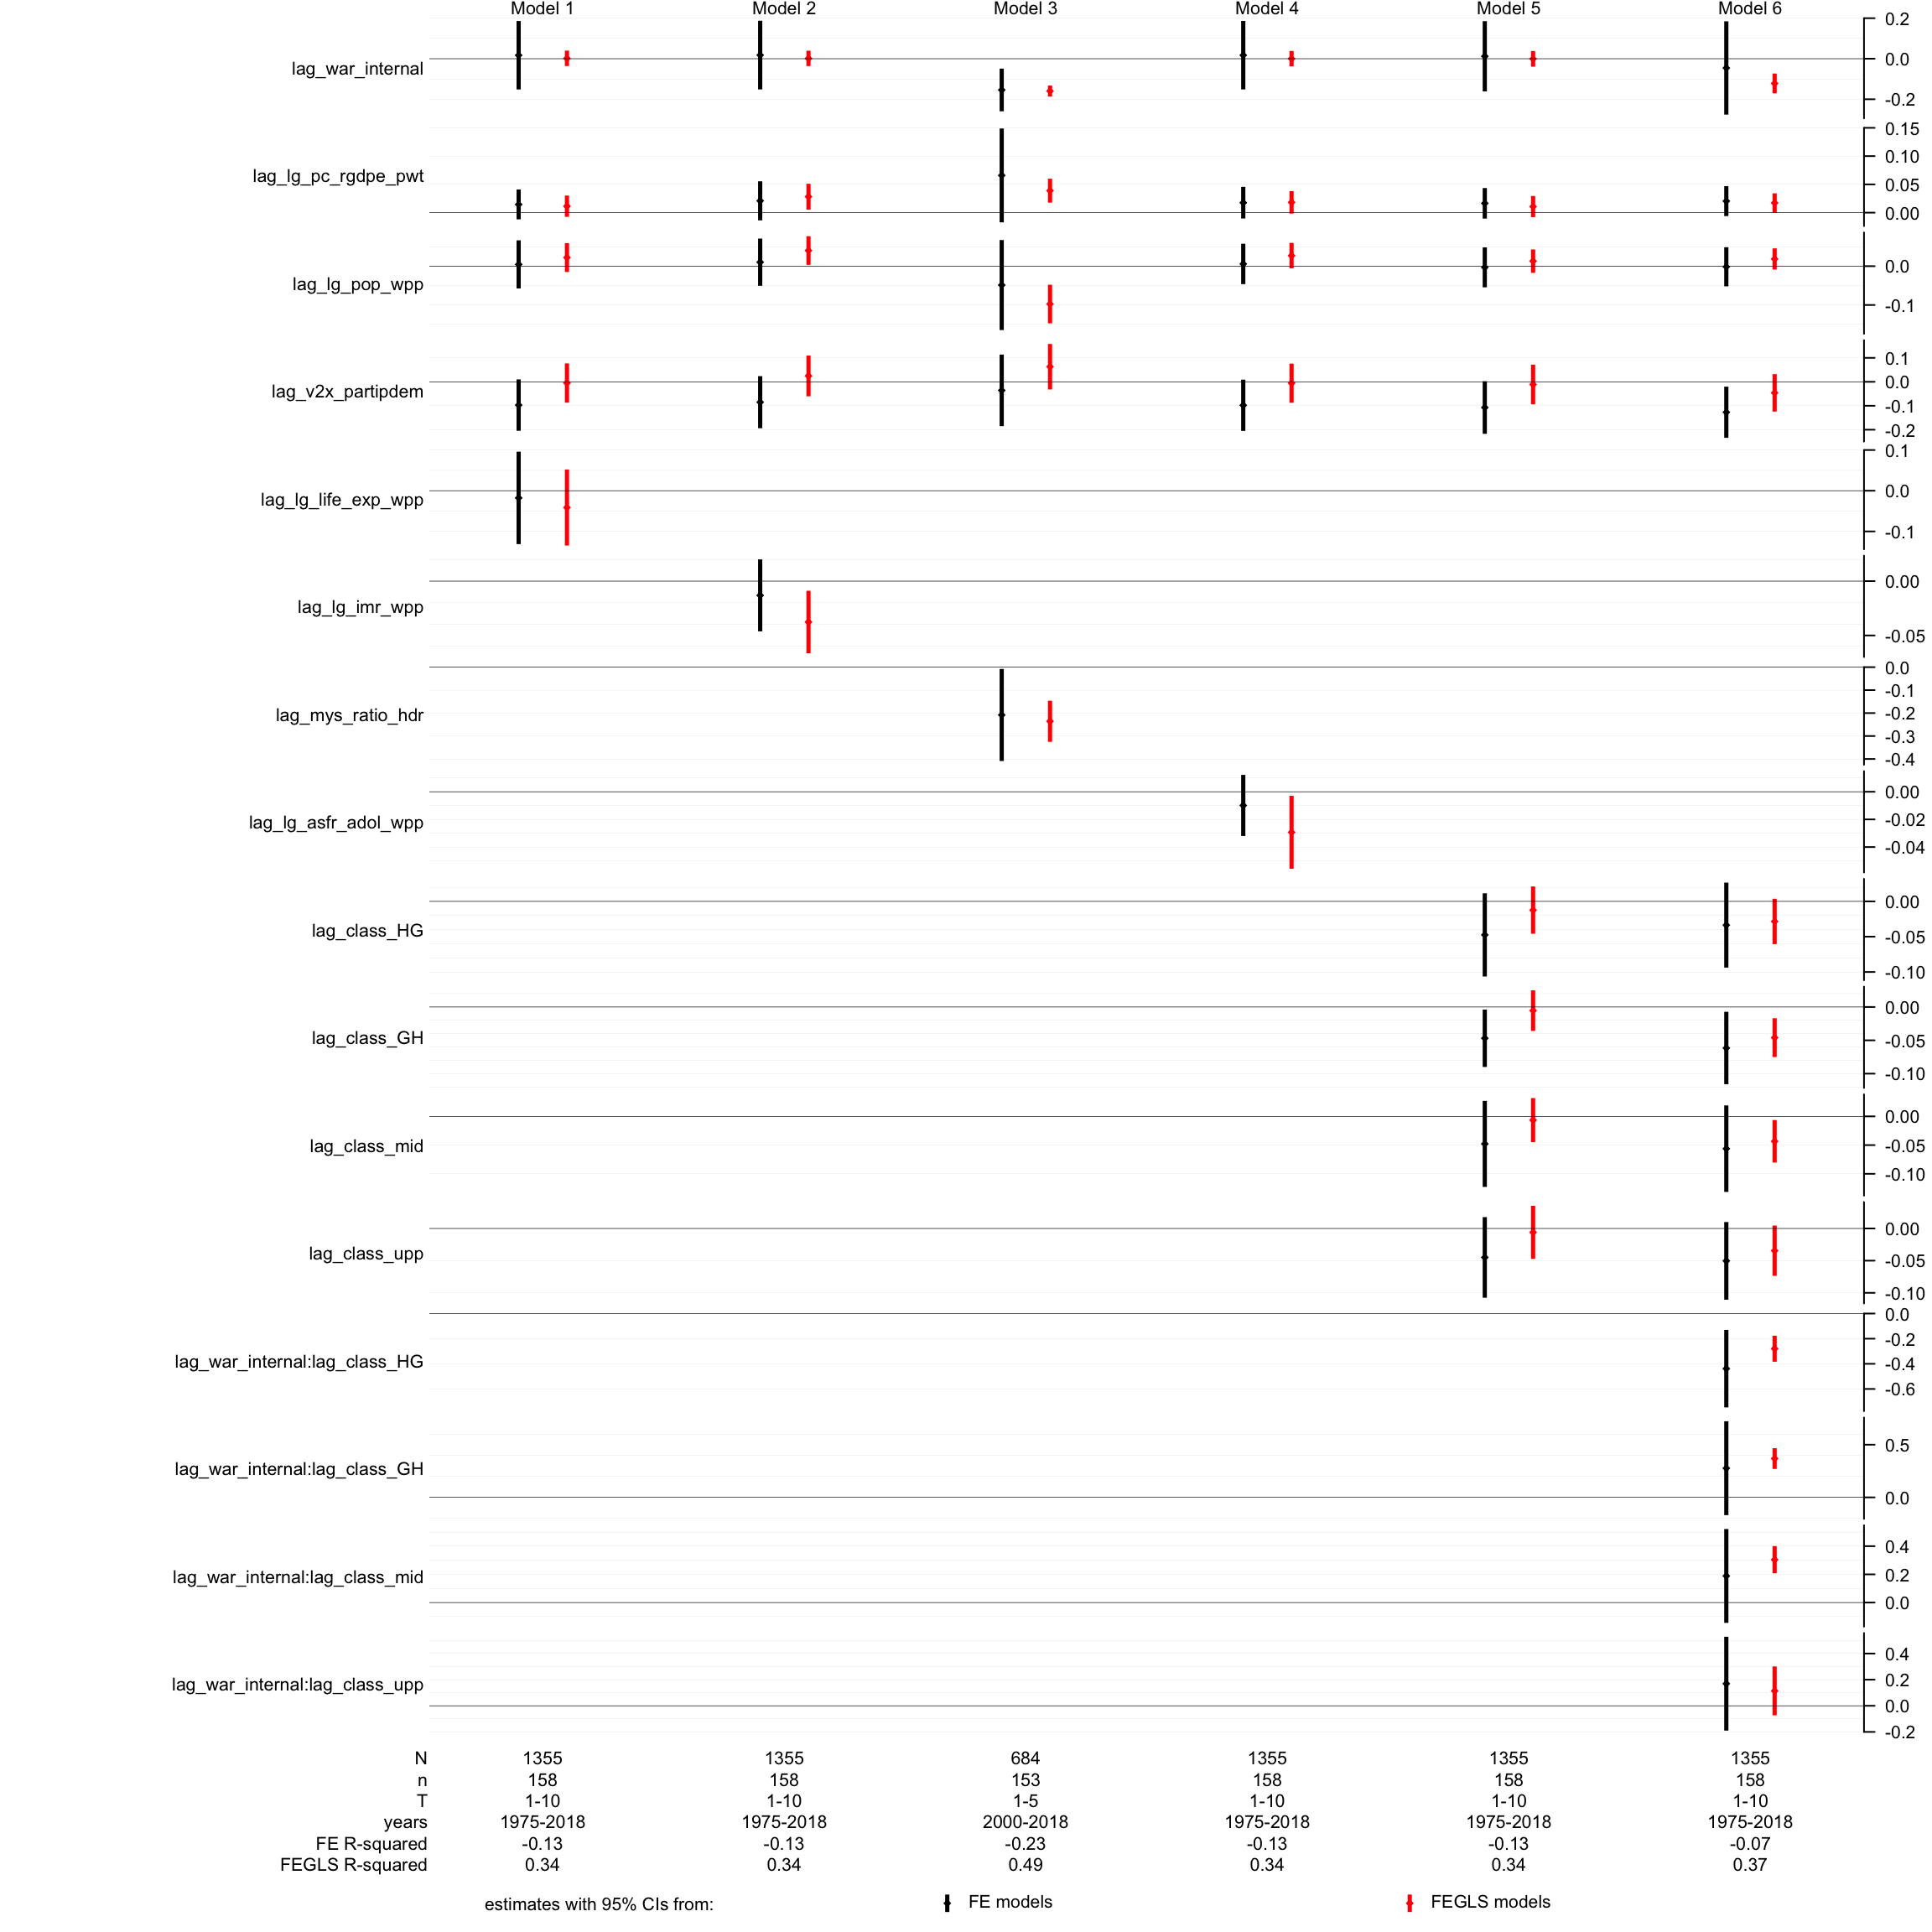 Model 1 Model 2 Model 3 Model 4 Model 5 Model 6
lag_war_internal
0.2
0.0
-0.2
lag_lg_pc_rgdpe_pwt
0.15
0.10
0.05
0.00
lag_lg_pop_wpp
0.0
-0.1
lag_v2x_partipdem
0.1
0.0
-0.1
-0.2
lag_lg_life_exp_wpp
0.1
0.0
-0.1
lag_lg_imr_wpp
0.00
-0.05
lag_mys_ratio_hdr
0.0
-0.1
-0.2
-0.3
-0.4
lag_lg_asfr_adol_wpp
0.00
-0.02
-0.04
lag_class_HG
0.00
-0.05
-0.10
lag_class_GH
0.00
-0.05
-0.10
lag_class_mid
0.00
-0.05
-0.10
lag_class_upp
0.00
-0.05
-0.10
lag_war_internal:lag_class_HG
0.0
-0.2
-0.4
-0.6
lag_war_internal:lag_class_GH
0.5
0.0
lag_war_internal:lag_class_mid
0.4
0.2
0.0
lag_war_internal:lag_class_upp
0.4
0.2
0.0
-0.2
N 1355 1355 684 1355 1355 1355
n 158 158 153 158 158 158
T 1-10 1-10 1-5 1-10 1-10 1-10
years 1975-2018 1975-2018 2000-2018 1975-2018 1975-2018 1975-2018
FE R-squared -0.13 -0.13 -0.23 -0.13 -0.13 -0.07
FEGLS R-squared 0.34 0.34 0.49 0.34 0.34 0.37
estimates with 95% CIs from: FE models FEGLS models